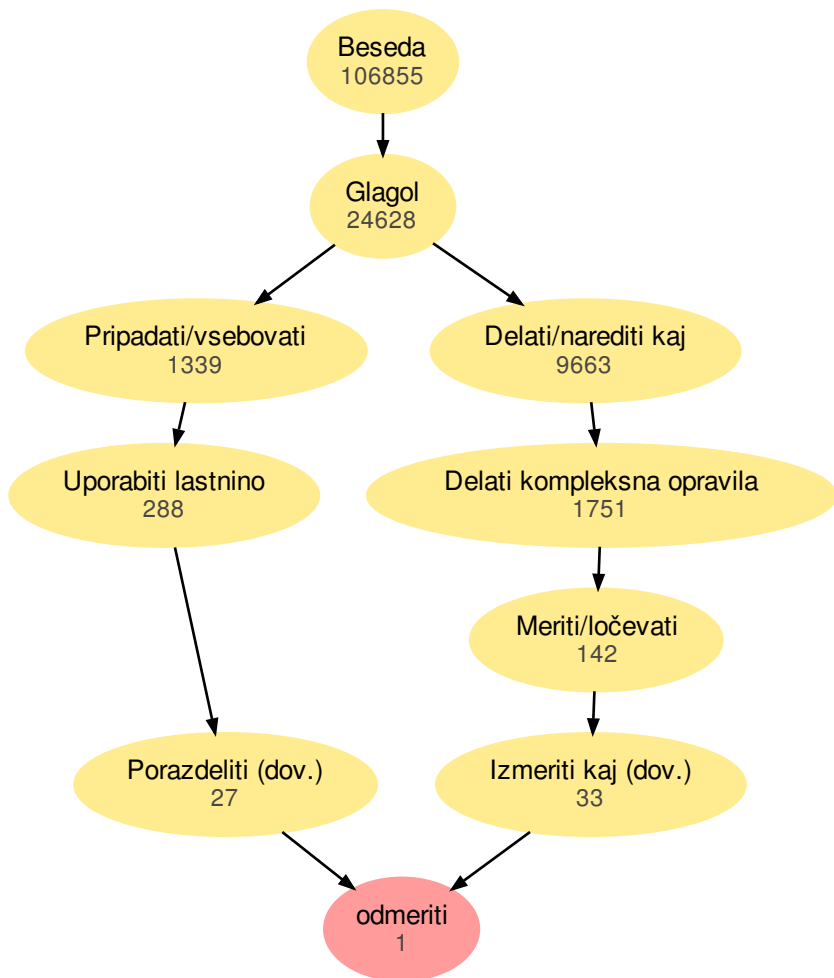 Beseda
106855
Glagol
24628
Pripadati/vsebovati
1339
Delati/narediti kaj
9663
Uporabiti lastnino
288
Delati kompleksna opravila
1751
Meriti/ločevati
142
Porazdeliti (dov.)
27
Izmeriti kaj (dov.)
33
odmeriti
1